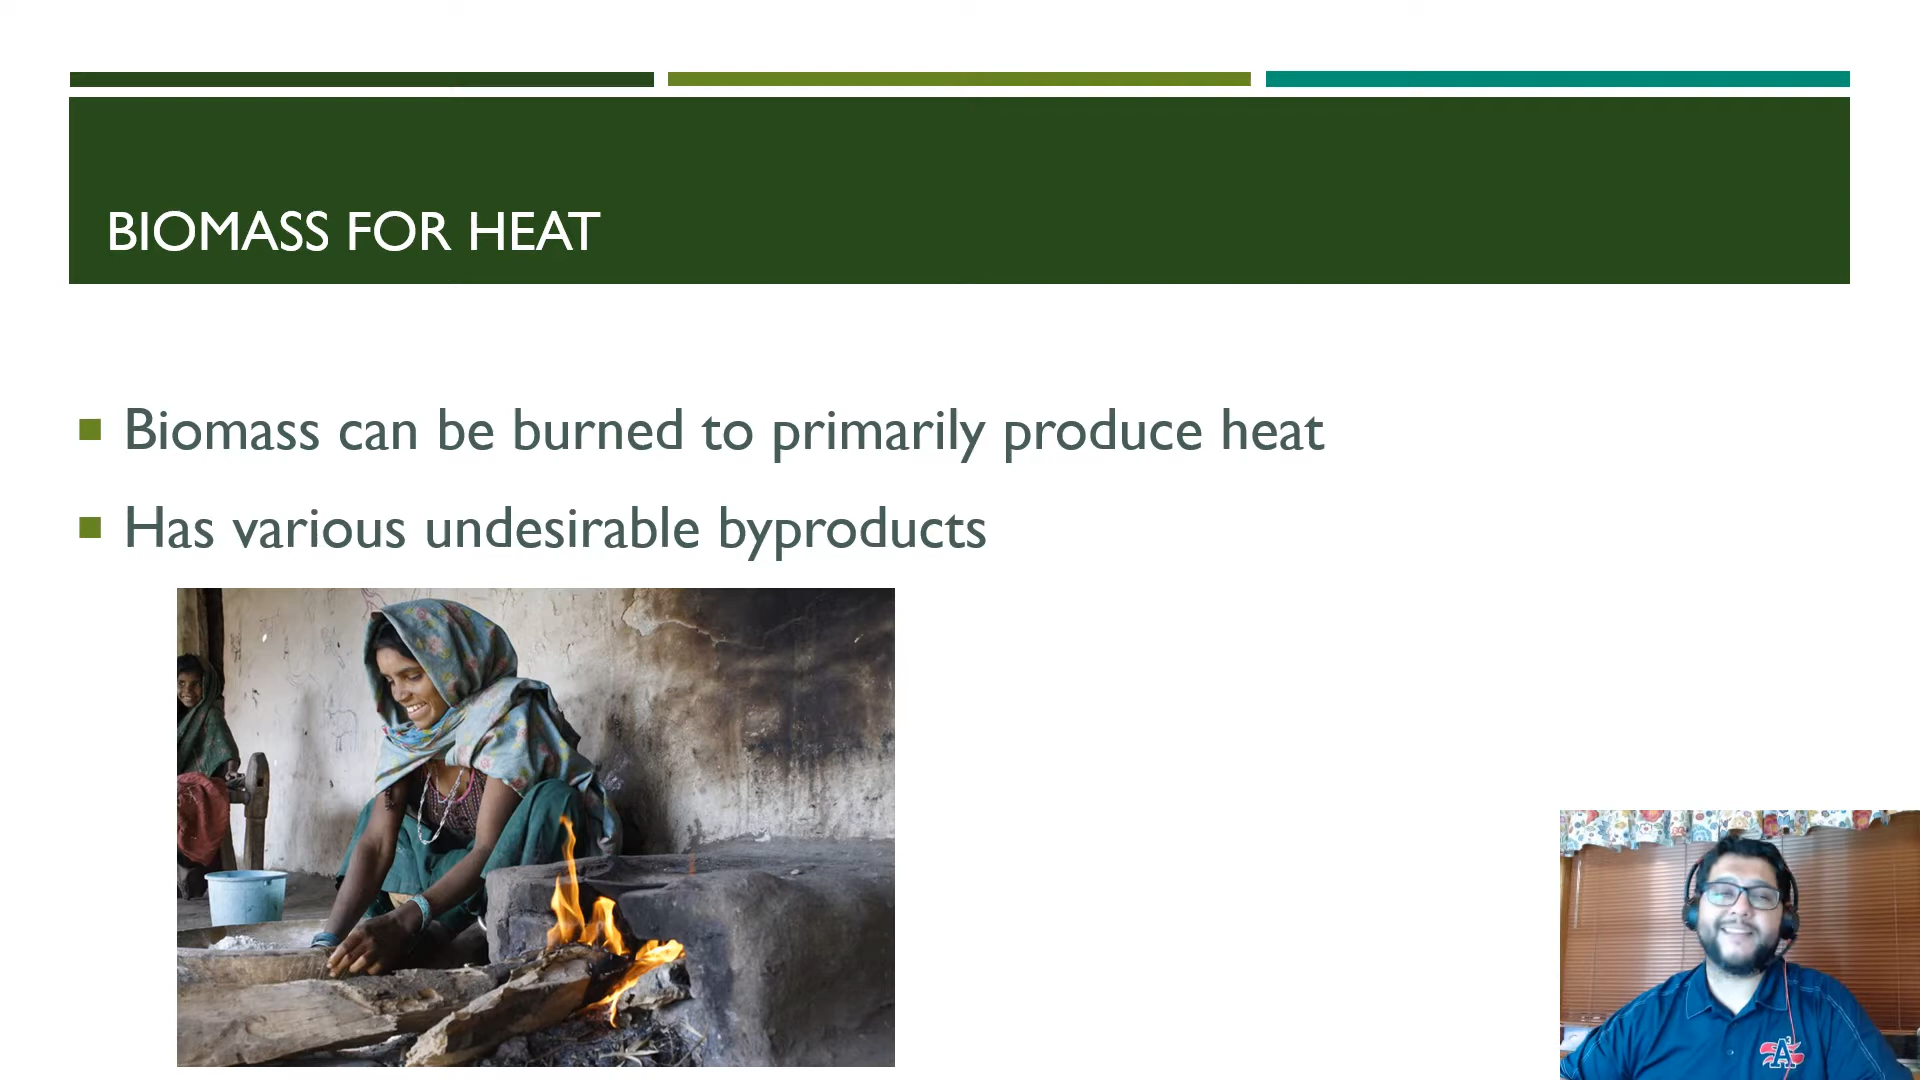 BIOMASS FOR HEAT
Biomass can be burned to primarily produce heat
Has various undesirable byproducts
A